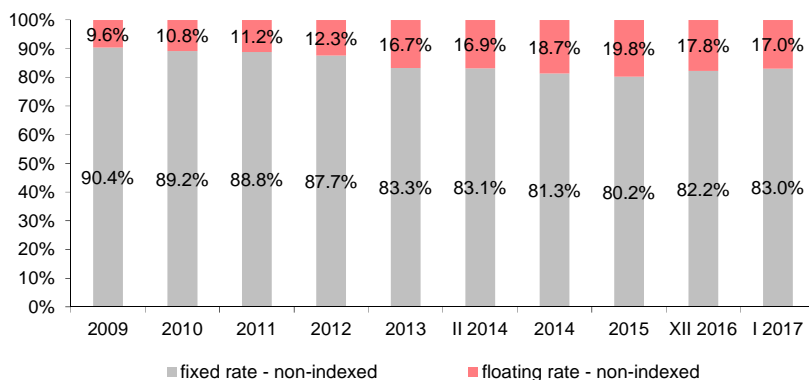 100%
90%
80%
70%
60%
50%
40%
30%
20%
10%
0%
9.6% 10.8% 11.2% 12.3% 16.7% 16.9% 18.7% 19.8% 17.8% 17.0%
90.4% 89.2% 88.8% 87.7% 83.3% 83.1% 81.3% 80.2% 82.2% 83.0%
2009 2010 2011 2012 2013 II 2014 2014 2015 XII 2016 I 2017
fixed rate - non-indexed floating rate - non-indexed